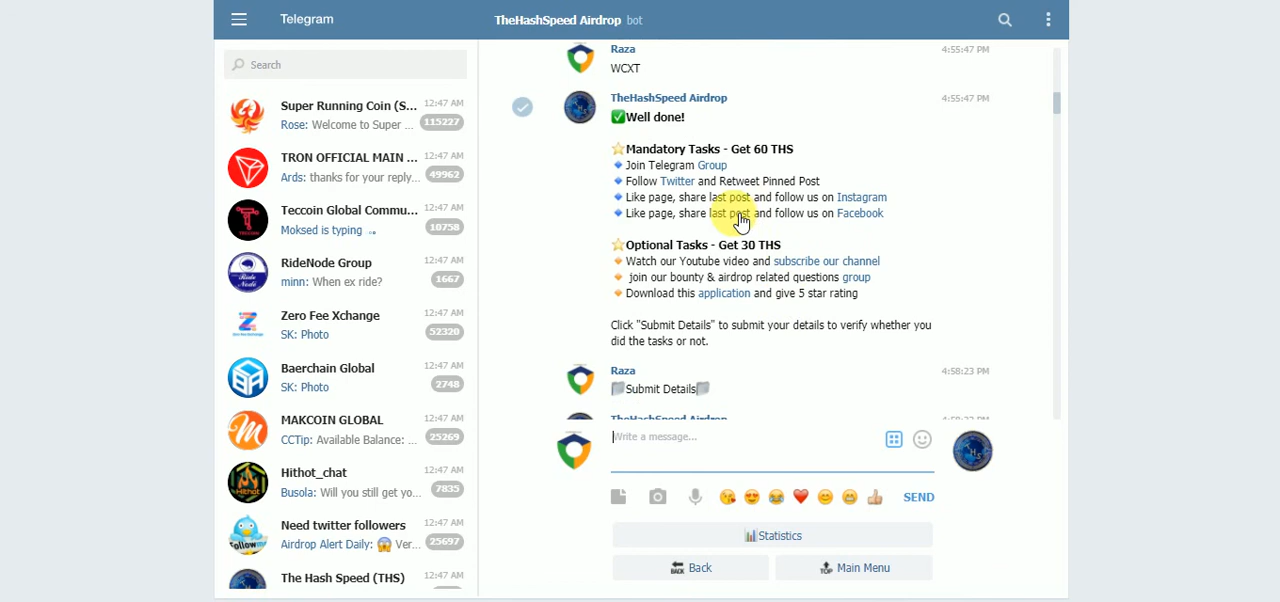 Telegram
TheHashSpeed Airdrop bot
Search
Super Running Coin (S... 12:47 AM
Rose: Welcome to Super ... 115227
TRON OFFICIAL MAIN ... 12:47 AM
Ards: thanks for your reply... 49962
Teccoin Global Commu... 12:47 AM
Moksed is typing 10758
RideNode Group 12:47 AM
minn: When ex ride? 1667
Zero Fee Xchange 12:47 AM
SK: Photo 52320
Baerchain Global 12:47 AM
SK: Photo 2748
MAKCOIN GLOBAL 12:47 AM
CCTip: Available Balance: ... 25269
Hithot_chat 12:47 AM
Busola: Will you still get yo... 7835
Need twitter followers 12:47 AM
Airdrop Alert Daily: 😱 Ver... 25697
The Hash Speed (THS) 12:47 AM
Raza 4:55:47 PM
WCXT
TheHashSpeed Airdrop 4:55:47 PM
✅Well done!
⭐Mandatory Tasks - Get 60 THS
🔹Join Telegram Group
🔹Follow Twitter and Retweet Pinned Post
🔹Like page, share last post and follow us on Instagram
🔹Like page, share last post and follow us on Facebook
⭐Optional Tasks - Get 30 THS
🔸Watch our Youtube video and subscribe our channel
🔸 join our bounty & airdrop related questions group
🔸Download this application and give 5 star rating
Click "Submit Details" to submit your details to verify whether you
did the tasks or not.
Raza 4:58:23 PM
Submit Details
TheHashSpeed Airdrop 4:58:23 PM
Write a message...
SEND
📊Statistics
🔙 Back
🔝 Main Menu